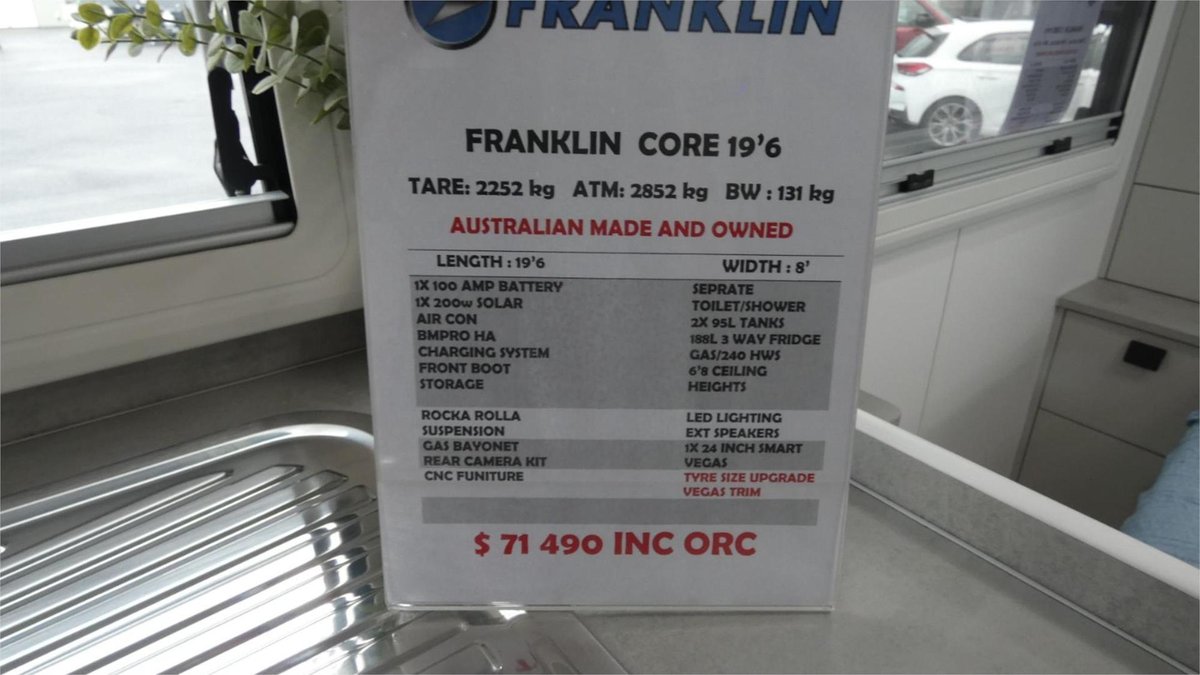 FRANKLIN
FRANKLIN CORE 19'6
TARE: 2252 kg ATM: 2852 kg BW : 131 kg
AUSTRALIAN MADE AND OWNED
LENGTH : 19'6
WIDTH : 8'
1X 100 AMP BATTERY
1X 200w SOLAR
AIR CON
BMPRO HA
CHARGING SYSTEM
FRONT BOOT
STORAGE
SEPRATE
TOILET/SHOWER
2X 95L TANKS
188L 3 WAY FRIDGE
GAS/240 HWS
6'8 CEILING
HEIGHTS
ROCKA ROLLA
SUSPENSION
GAS BAYONET
REAR CAMERA KIT
CNC FUNITURE
LED LIGHTING
EXT SPEAKERS
1X 24 INCH SMART
VEGAS
TYRE SIZE UPGRADE
VEGAS TRIM
$ 71 490 INC ORC